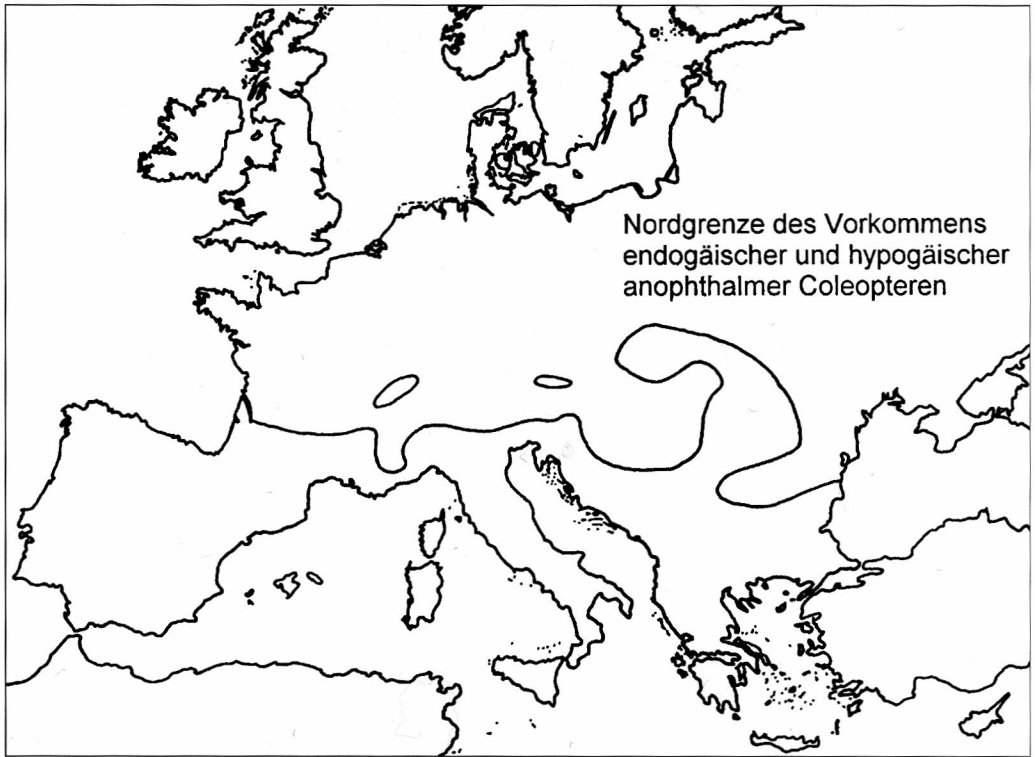 Nordgrenze des Vorkommens
endogäischer und hypogäischer
anophthalmer Coleopteren